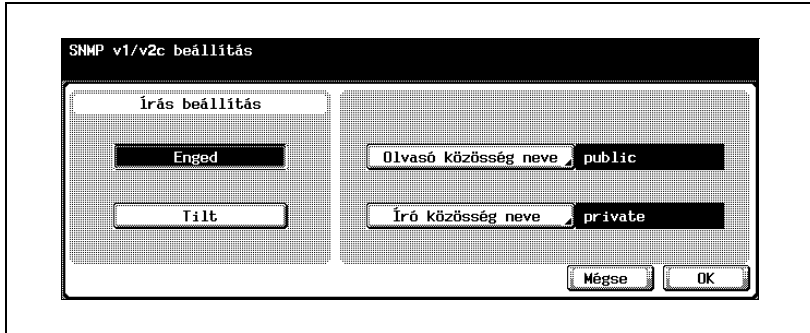 SNMP v1/v2c beállítás
Írás beállítás
Enged
Olvasó közösség neve public
Tilt
Író közösség neve private
Mégse OK